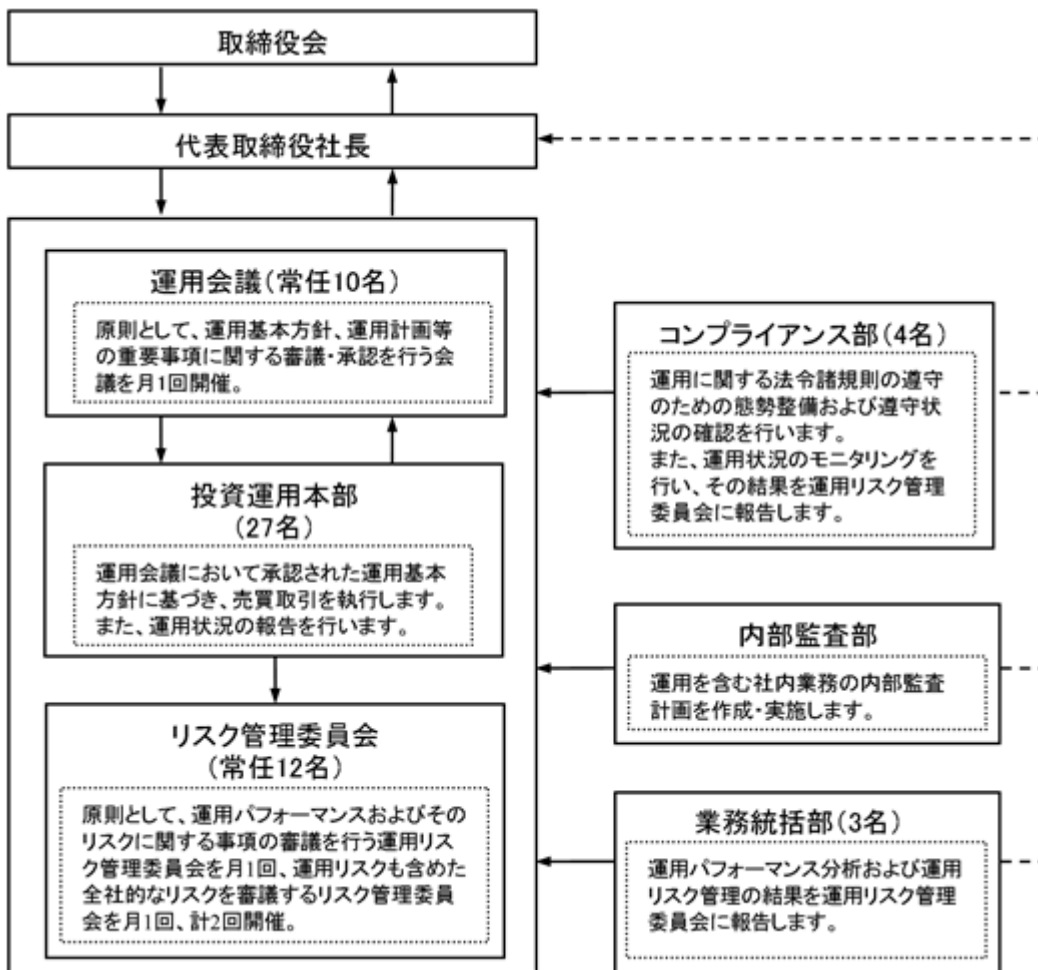 取締役会
代表取締役社長
運用会議(常任10名)
原則として、運用基本方針、運用計画等
の重要事項に関する審議・承認を行う会
議を月1回開催。
投資運用本部
(27名)
運用会議において承認された運用基本
方針に基づき、売買取引を執行します。
また、運用状況の報告を行います。
リスク管理委員会
(常任12名)
原則として、運用パフォーマンスおよびその
リスクに関する事項の審議を行う運用リス
ク管理委員会を月1回、運用リスクも含めた
全社的なリスクを審議するリスク管理委員
会を月1回、計2回開催。
コンプライアンス部(4名)
運用に関する法令諸規則の遵守
のための態勢整備および遵守状
況の確認を行います。
また、運用状況のモニタリングを
行い、その結果を運用リスク管理
委員会に報告します。
内部監査部
運用を含む社内業務の内部監査
計画を作成・実施します。
業務統括部(3名)
運用パフォーマンス分析および運用
リスク管理の結果を運用リスク管理
委員会に報告します。